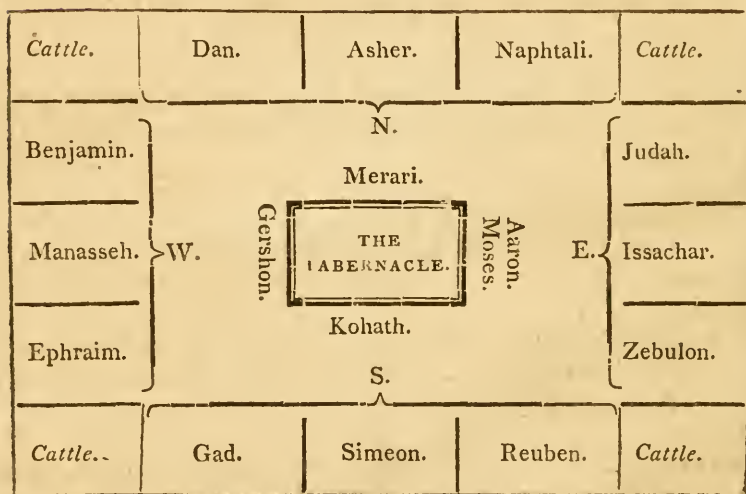 Cattle. Dan. Asher. Naphtali. Cattle.
N.
Benjamin. Judah.
Merari.
Gershon. THE Aaron.
Manasseh. W. TABERNACLE. Moses. E. Issachar.
Kohath.
Ephraim. Zebulon.
S.
Cattle. Gad. Simeon. Reuben. Cattle.